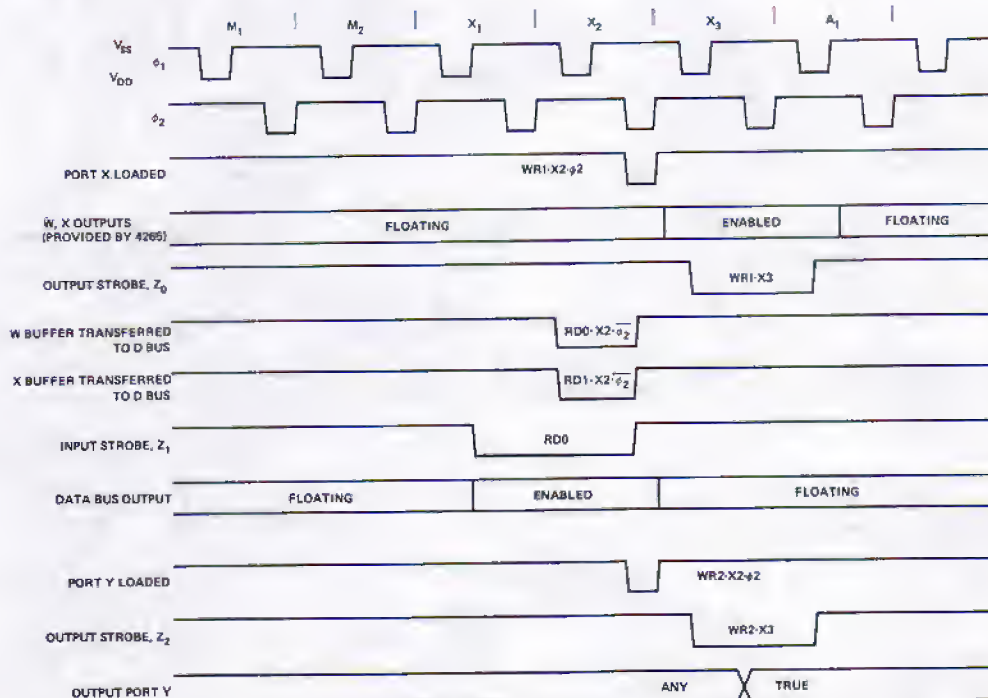 M₁ M₂ X₁ X₂ X₃ A₁
VSS
ϕ₁
VDD
ϕ₂
PORT X LOADED
WR1·X2·ϕ2
W, X OUTPUTS
(PROVIDED BY 4265)
FLOATING ENABLED FLOATING
OUTPUT STROBE, Z₀
WR1·X3
W BUFFER TRANSFERRED
TO D BUS
RD0·X2·ϕ̅₂
X BUFFER TRANSFERRED
TO D BUS
RD1·X2·ϕ̅₂
INPUT STROBE, Z₁
RD0
DATA BUS OUTPUT
FLOATING ENABLED FLOATING
PORT Y LOADED
WR2·X2·ϕ2
OUTPUT STROBE, Z₂
WR2·X3
OUTPUT PORT Y
ANY TRUE